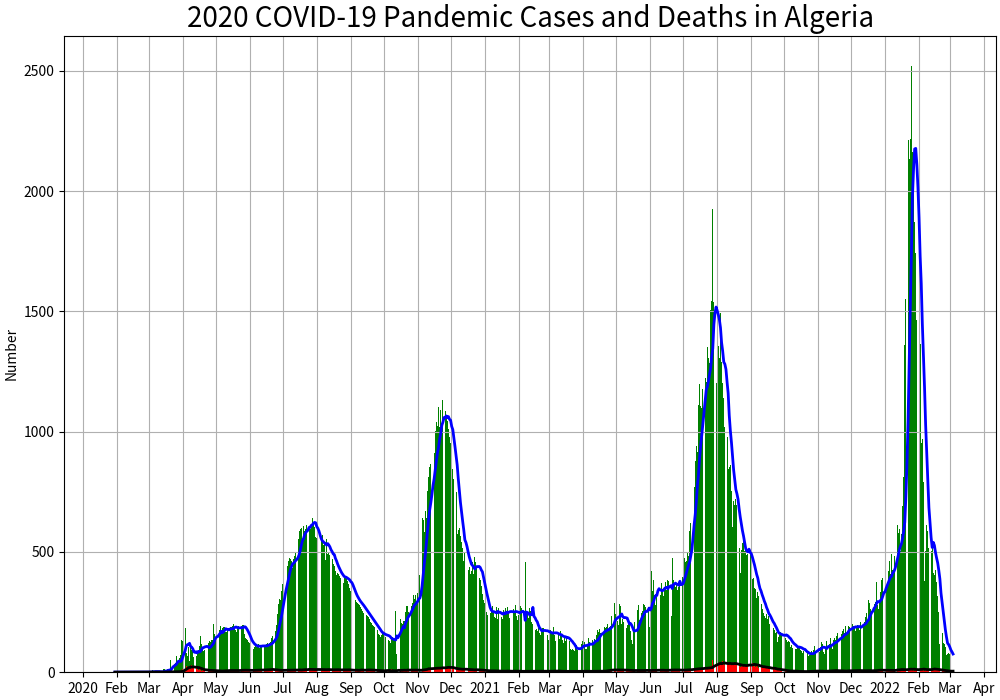 2020 COVID-19 Pandemic Cases and Deaths in Algeria
2500
2000
1500
1000
500
0
Number
2020 Feb Mar Apr May Jun Jul Aug Sep Oct Nov Dec 2021 Feb Mar Apr May Jun Jul Aug Sep Oct Nov Dec 2022 Feb Mar Apr